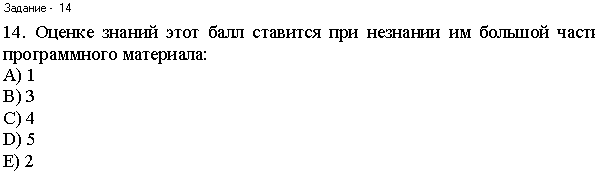 Задание - 14
14. Оценке знаний этот балл ставится при незнании им большой части
программного материала:
A) 1
B) 3
C) 4
D) 5
E) 2